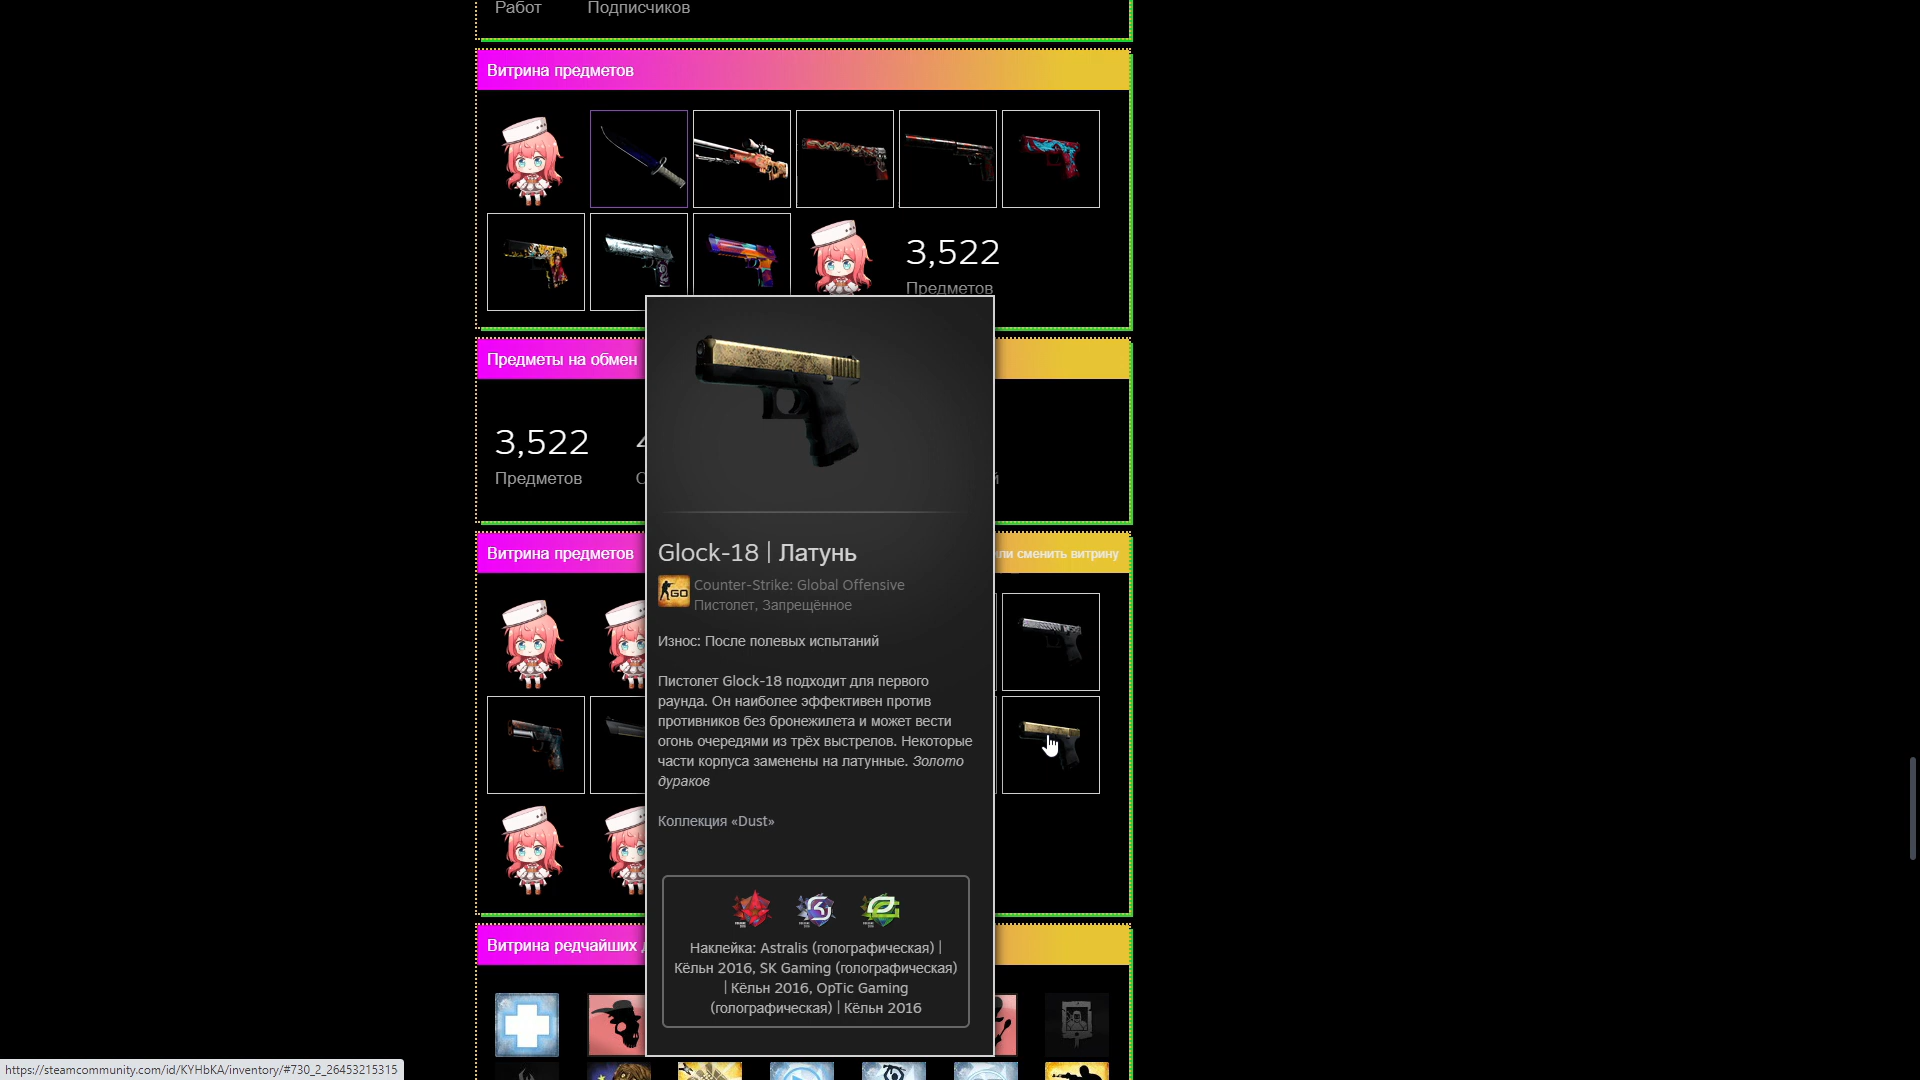 Работ
Подписчиков
Витрина предметов
3,522
Предметов
Предметы на обмен
3,522
Предметов
Витрина предметов
или сменить витрину
Glock-18 | Латунь
GO
Counter-Strike: Global Offensive
Пистолет, Запрещённое
Износ: После полевых испытаний
Пистолет Glock-18 подходит для первого
раунда. Он наиболее эффективен против
противников без бронежилета и может вести
огонь очередями из трёх выстрелов. Некоторые
части корпуса заменены на латунные. Золото
дураков
Коллекция «Dust»
Наклейка: Astralis (голографическая) |
Кёльн 2016, SK Gaming (голографическая)
| Кёльн 2016, OpTic Gaming
(голографическая) | Кёльн 2016
Витрина редчайших
https://steamcommunity.com/id/KYHbKA/inventory/#730_2_26453215315